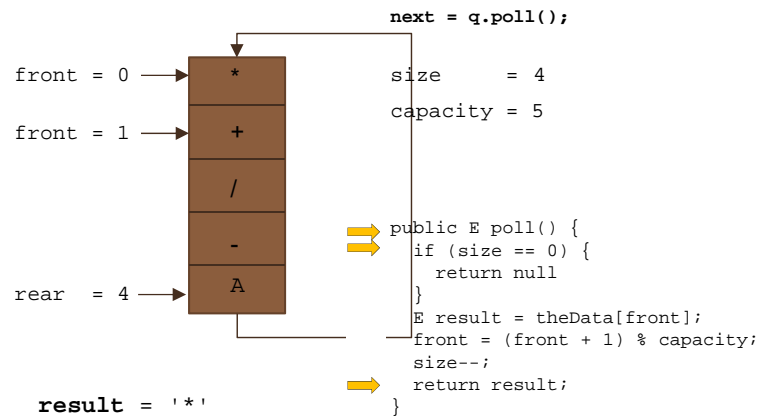 next = q.poll();
front = 0
*
size = 4
capacity = 5
front = 1
+
/
-
rear = 4
A
public E poll() {
if (size == 0) {
return null
}
E result = theData[front];
front = (front + 1) % capacity;
size--;
return result;
}
result = '*'